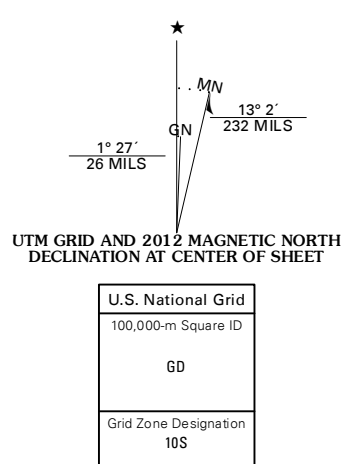 ★
MN
GN
13° 2´
232 MILS
1° 27´
26 MILS
UTM GRID AND 2012 MAGNETIC NORTH
DECLINATION AT CENTER OF SHEET
U.S. National Grid
100,000-m Square ID
GD
Grid Zone Designation
10S